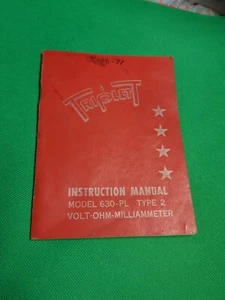 TRIPLETT
INSTRUCTION MANUAL
MODEL 630-PL TYPE 2
VOLT-OHM-MILLIAMMETER